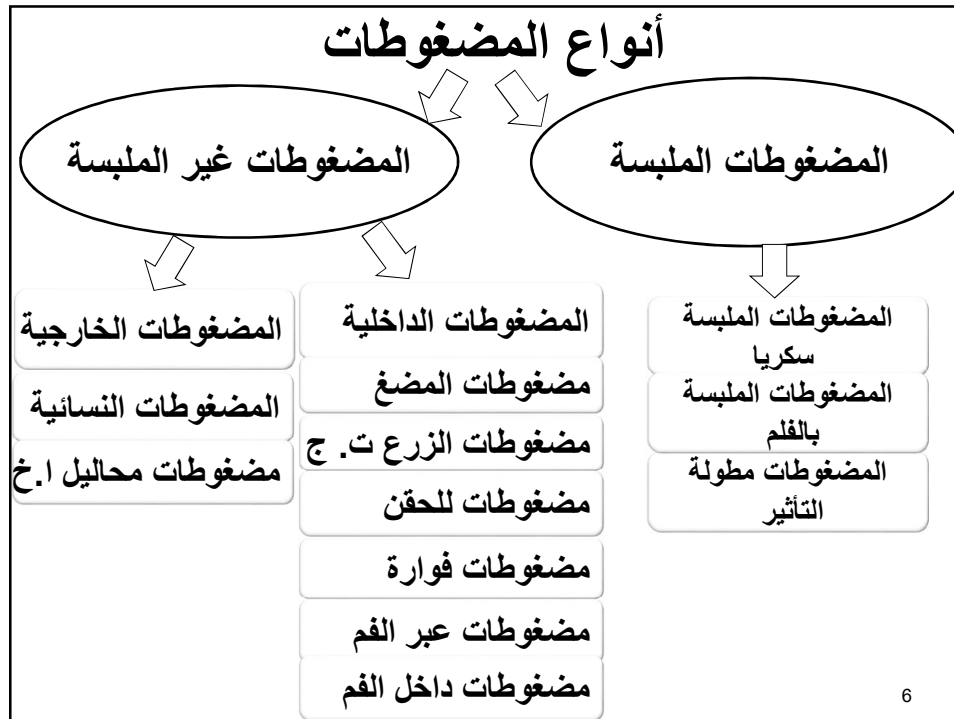 أنواع المضغوطات
المضغوطات الملبسة
المضغوطات غير الملبسة
المضغوطات الملبسة
سكريا
المضغوطات الملبسة
بالفلم
المضغوطات مطولة
التأثير
المضغوطات الداخلية
مضغوطات المضغ
مضغوطات الزرع ت. ج
مضغوطات للحقن
مضغوطات فوارة
مضغوطات عبر الفم
مضغوطات داخل الفم
المضغوطات الخارجية
المضغوطات النسائية
مضغوطات محاليل ا.خ
6